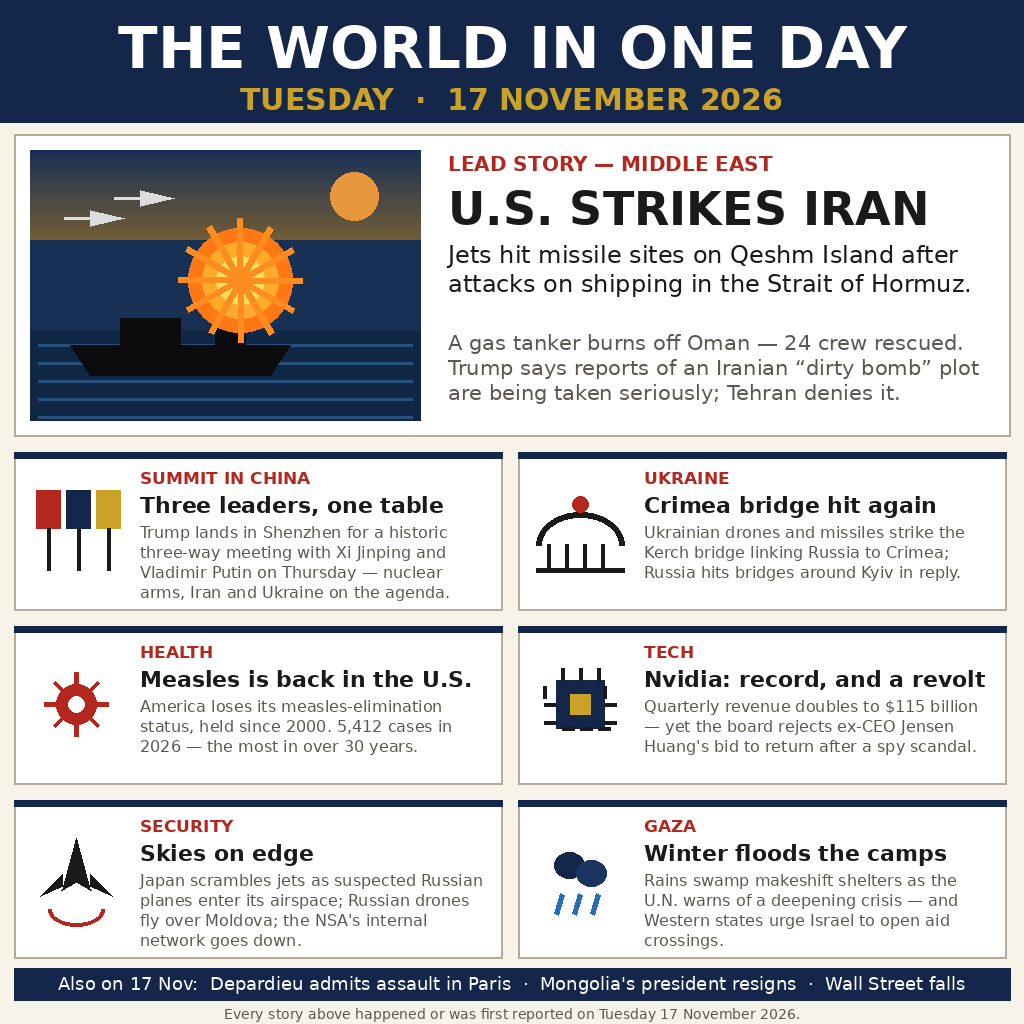 THE WORLD IN ONE DAY
TUESDAY · 17 NOVEMBER 2026
LEAD STORY — MIDDLE EAST
U.S. STRIKES IRAN
Jets hit missile sites on Qeshm Island after
attacks on shipping in the Strait of Hormuz.
A gas tanker burns off Oman — 24 crew rescued.
Trump says reports of an Iranian “dirty bomb” plot
are being taken seriously; Tehran denies it.
SUMMIT IN CHINA
Three leaders, one table
Trump lands in Shenzhen for a historic
three-way meeting with Xi Jinping and
Vladimir Putin on Thursday — nuclear
arms, Iran and Ukraine on the agenda.
UKRAINE
Crimea bridge hit again
Ukrainian drones and missiles strike the
Kerch bridge linking Russia to Crimea;
Russia hits bridges around Kyiv in reply.
HEALTH
Measles is back in the U.S.
America loses its measles-elimination
status, held since 2000. 5,412 cases in
2026 — the most in over 30 years.
TECH
Nvidia: record, and a revolt
Quarterly revenue doubles to $115 billion
— yet the board rejects ex-CEO Jensen
Huang's bid to return after a spy scandal.
SECURITY
Skies on edge
Japan scrambles jets as suspected Russian
planes enter its airspace; Russian drones
fly over Moldova; the NSA's internal
network goes down.
GAZA
Winter floods the camps
Rains swamp makeshift shelters as the
U.N. warns of a deepening crisis — and
Western states urge Israel to open aid
crossings.
Also on 17 Nov: Depardieu admits assault in Paris · Mongolia's president resigns · Wall Street falls
Every story above happened or was first reported on Tuesday 17 November 2026.